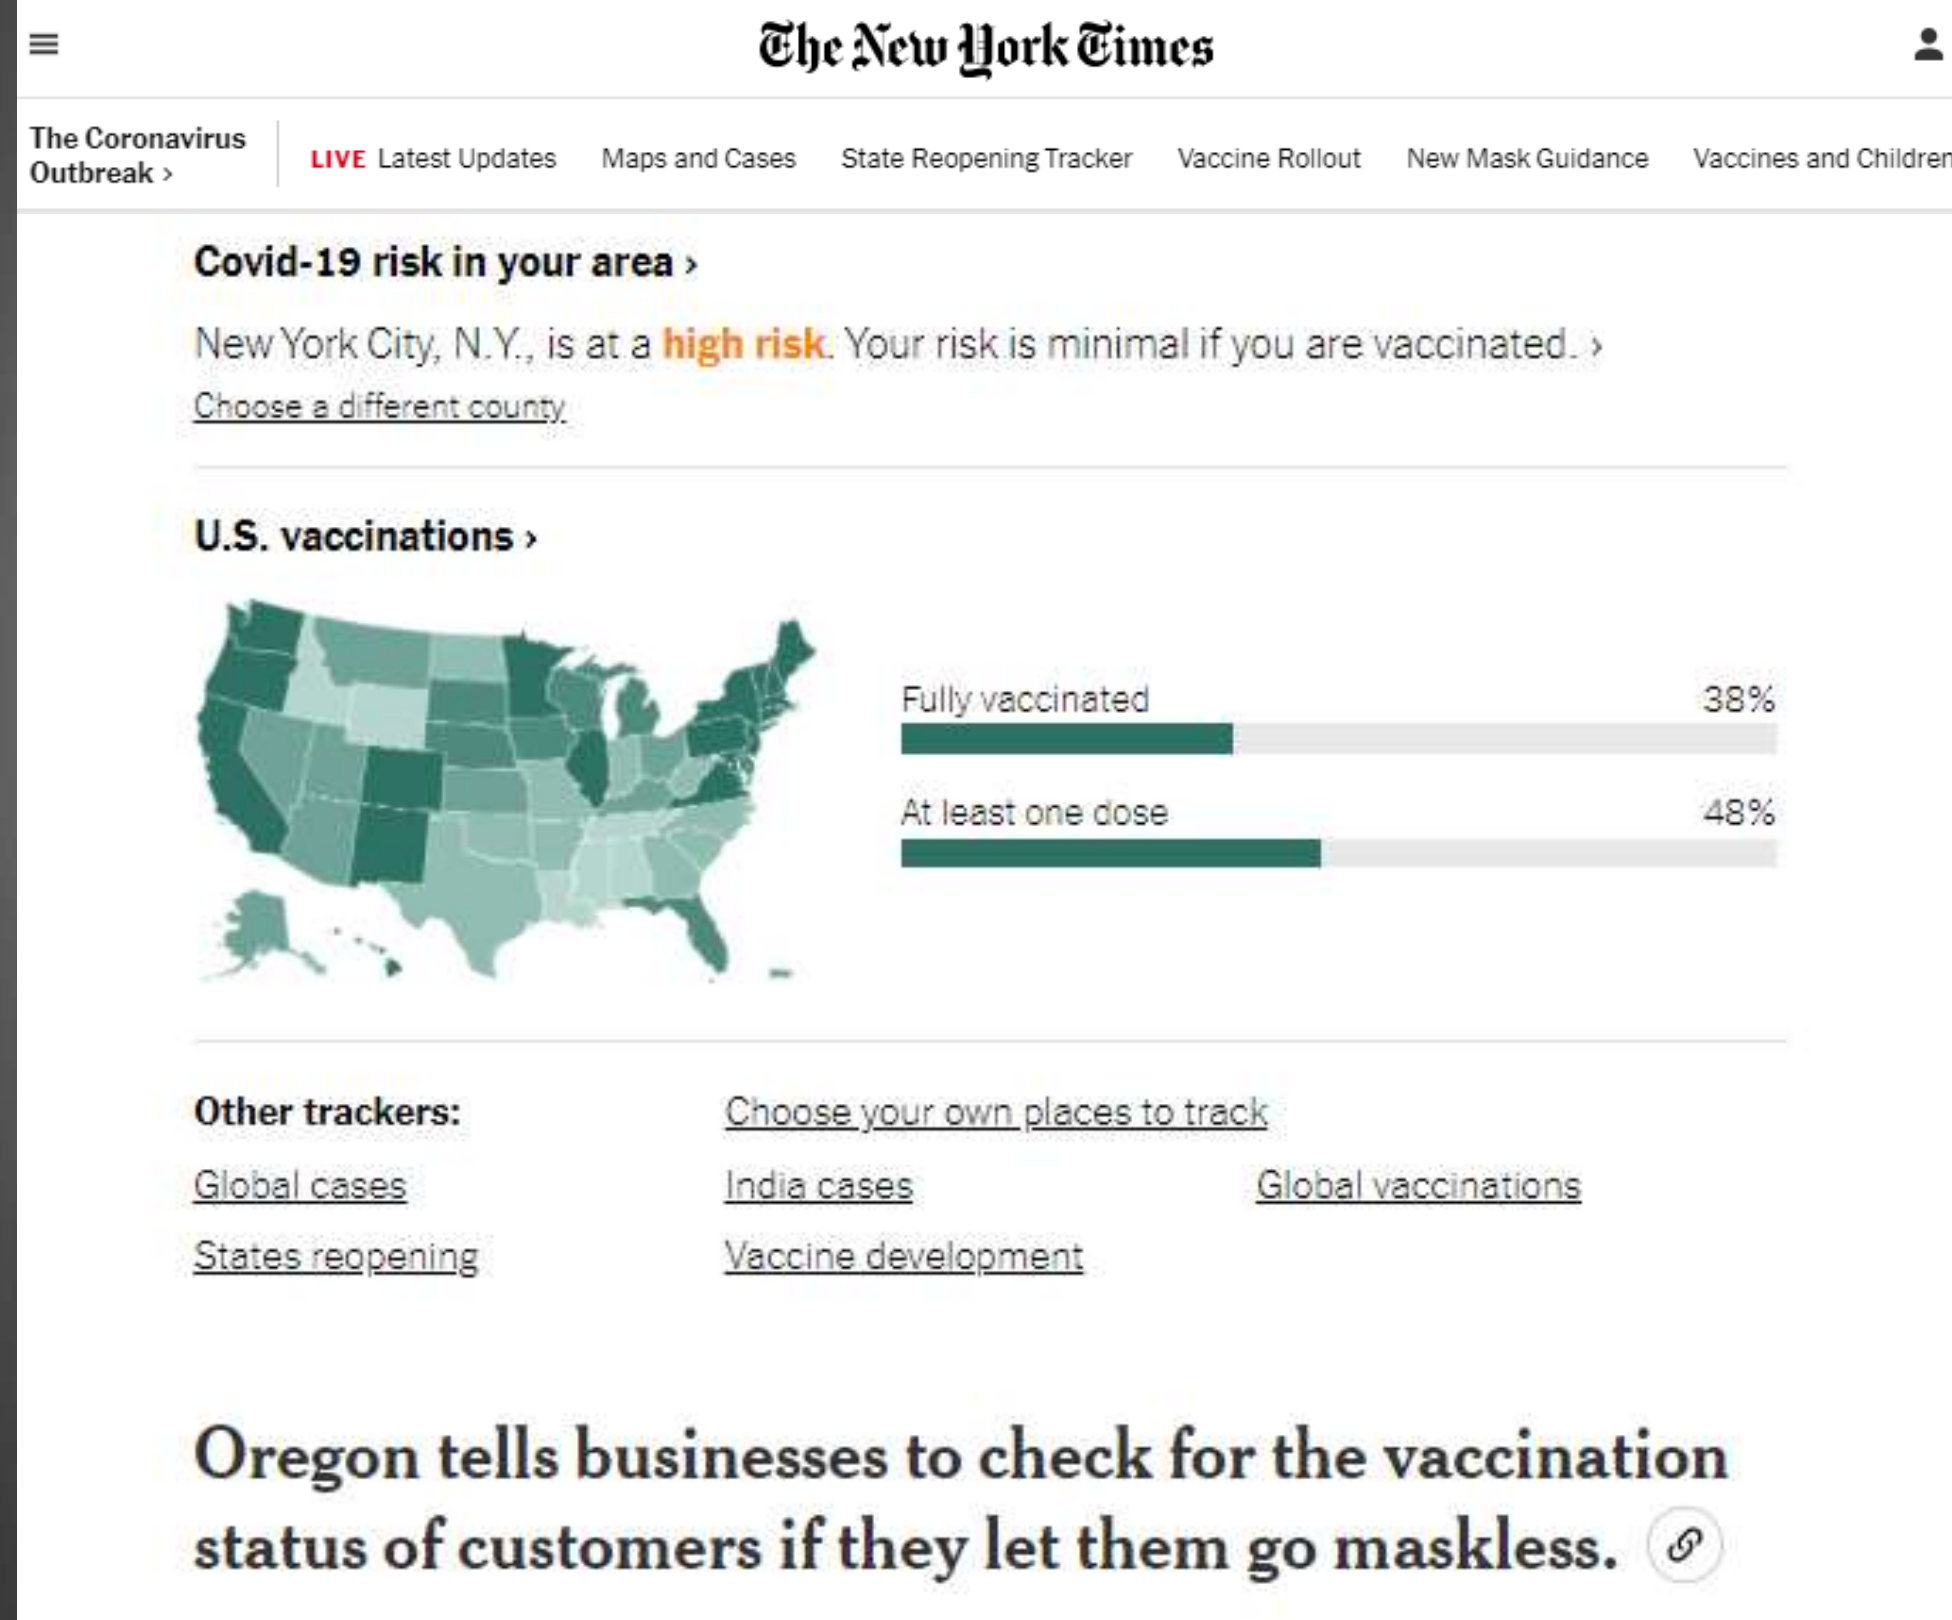 The New York Times
The Coronavirus
Outbreak ›
LIVE Latest Updates Maps and Cases State Reopening Tracker Vaccine Rollout New Mask Guidance Vaccines and Children
Covid-19 risk in your area ›
New York City, N.Y., is at a high risk. Your risk is minimal if you are vaccinated. ›
Choose a different county
U.S. vaccinations ›
Fully vaccinated 38%
At least one dose 48%
Other trackers: Choose your own places to track
Global cases India cases Global vaccinations
States reopening Vaccine development
Oregon tells businesses to check for the vaccination
status of customers if they let them go maskless.